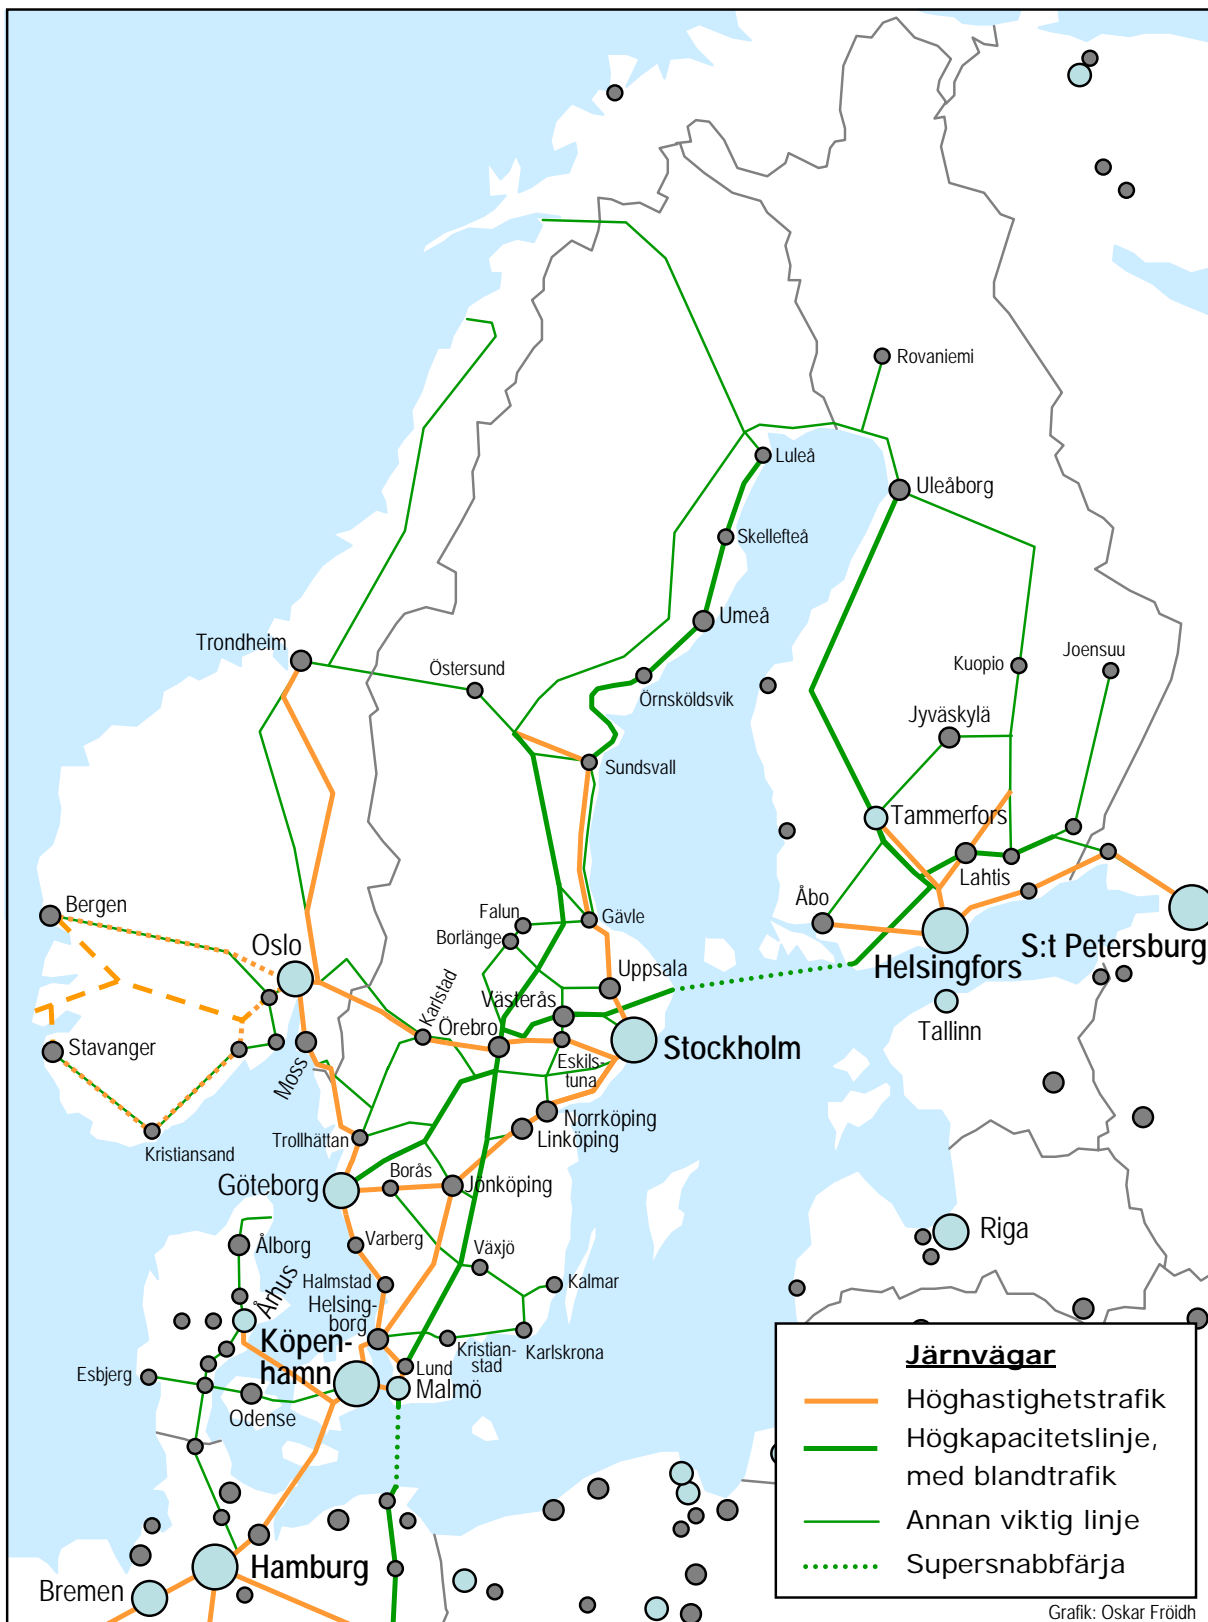 Rovaniemi
Luleå
Uleåborg
Skellefteå
Umeå
Trondheim
Östersund
Kuopio
Joensuu
Örnsköldsvik
Jyväskylä
Sundsvall
Tammerfors
Lahtis
Bergen
Falun
Gävle
Åbo
Borlänge
Oslo
S:t Petersburg
Helsingfors
Uppsala
Karlstad
Västerås
Örebro
Tallinn
Stavanger
Stockholm
Moss
Eskils-
tuna
Norrköping
Trollhättan
Linköping
Kristiansand
Borås
Göteborg
Jönköping
Riga
Varberg
Ålborg
Växjö
Århus
Halmstad
Kalmar
Helsing-
borg
Köpen-
hamn
Kristian-
stad
Karlskrona
Lund
Esbjerg
Malmö
Odense
Järnvägar
Höghastighetstrafik
Högkapacitetslinje,
med blandtrafik
Annan viktig linje
Supersnabbfärja
Hamburg
Bremen
Grafik: Oskar Fröidh